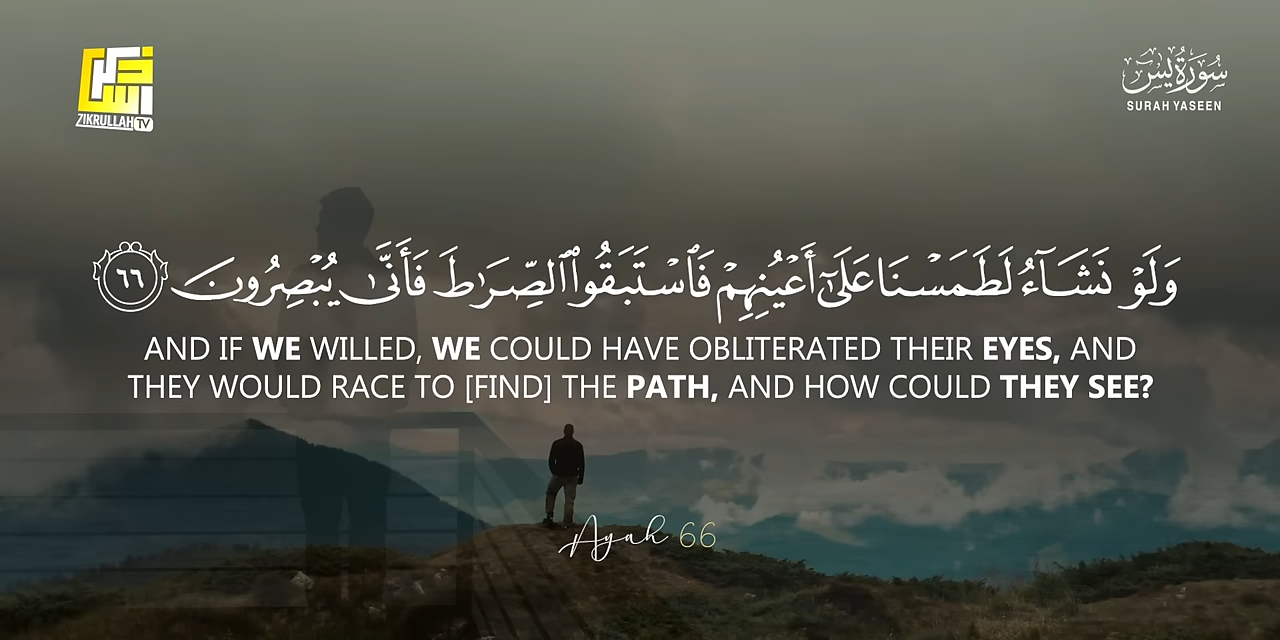 ذكر الله
ZIKRULLAH TV
سُورَةُ يس
SURAH YASEEN
وَلَوْ نَشَآءُ لَطَمَسْنَا عَلَىٰٓ أَعْيُنِهِمْ فَٱسْتَبَقُوا۟ ٱلصِّرَٰطَ فَأَنَّىٰ يُبْصِرُونَ ٦٦
AND IF WE WILLED, WE COULD HAVE OBLITERATED THEIR EYES, AND
THEY WOULD RACE TO [FIND] THE PATH, AND HOW COULD THEY SEE?
Ayah 66